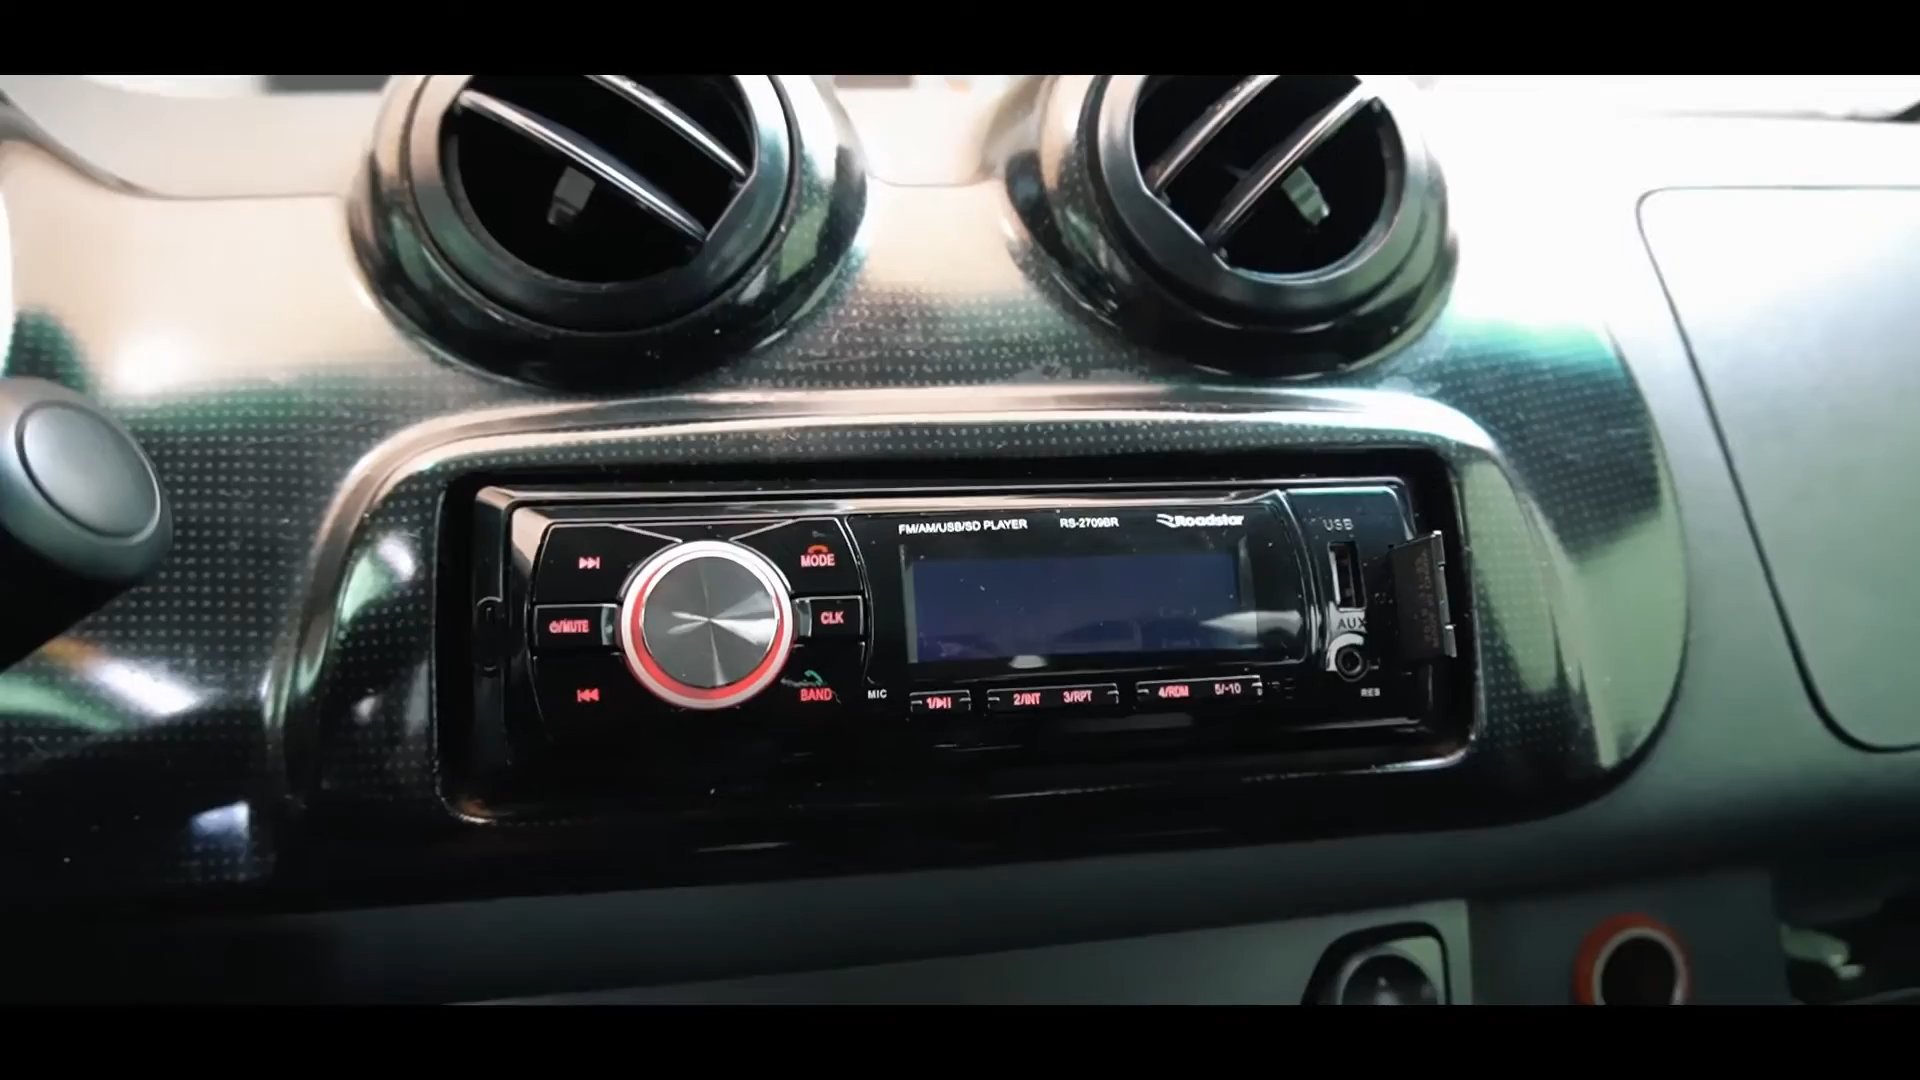 FM/AM/USB/SD PLAYER RS-2709BR Roadstar
USB
MODE
/MUTE
CLK
AUX
BAND
MIC
1/
2/INT 3/RPT
4/RDM 5/-10
RES